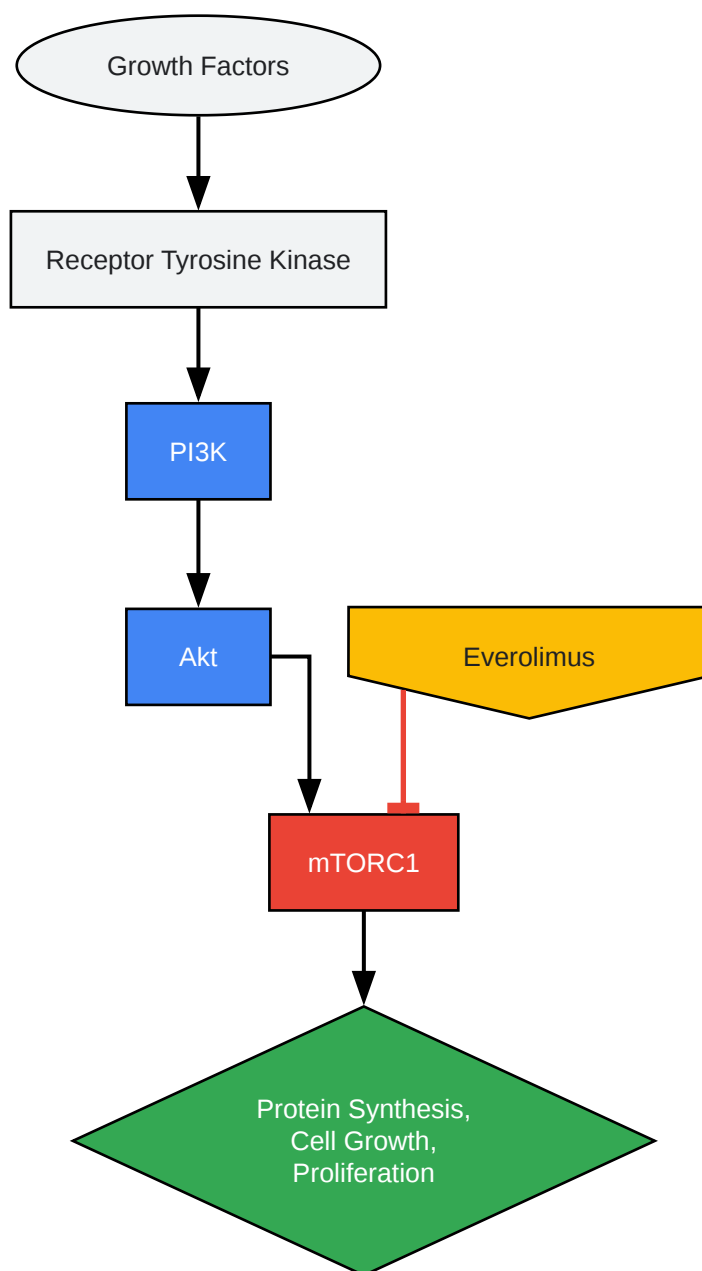 Growth Factors
Receptor Tyrosine Kinase
PI3K
Akt
Everolimus
mTORC1
Protein Synthesis,
Cell Growth,
Proliferation